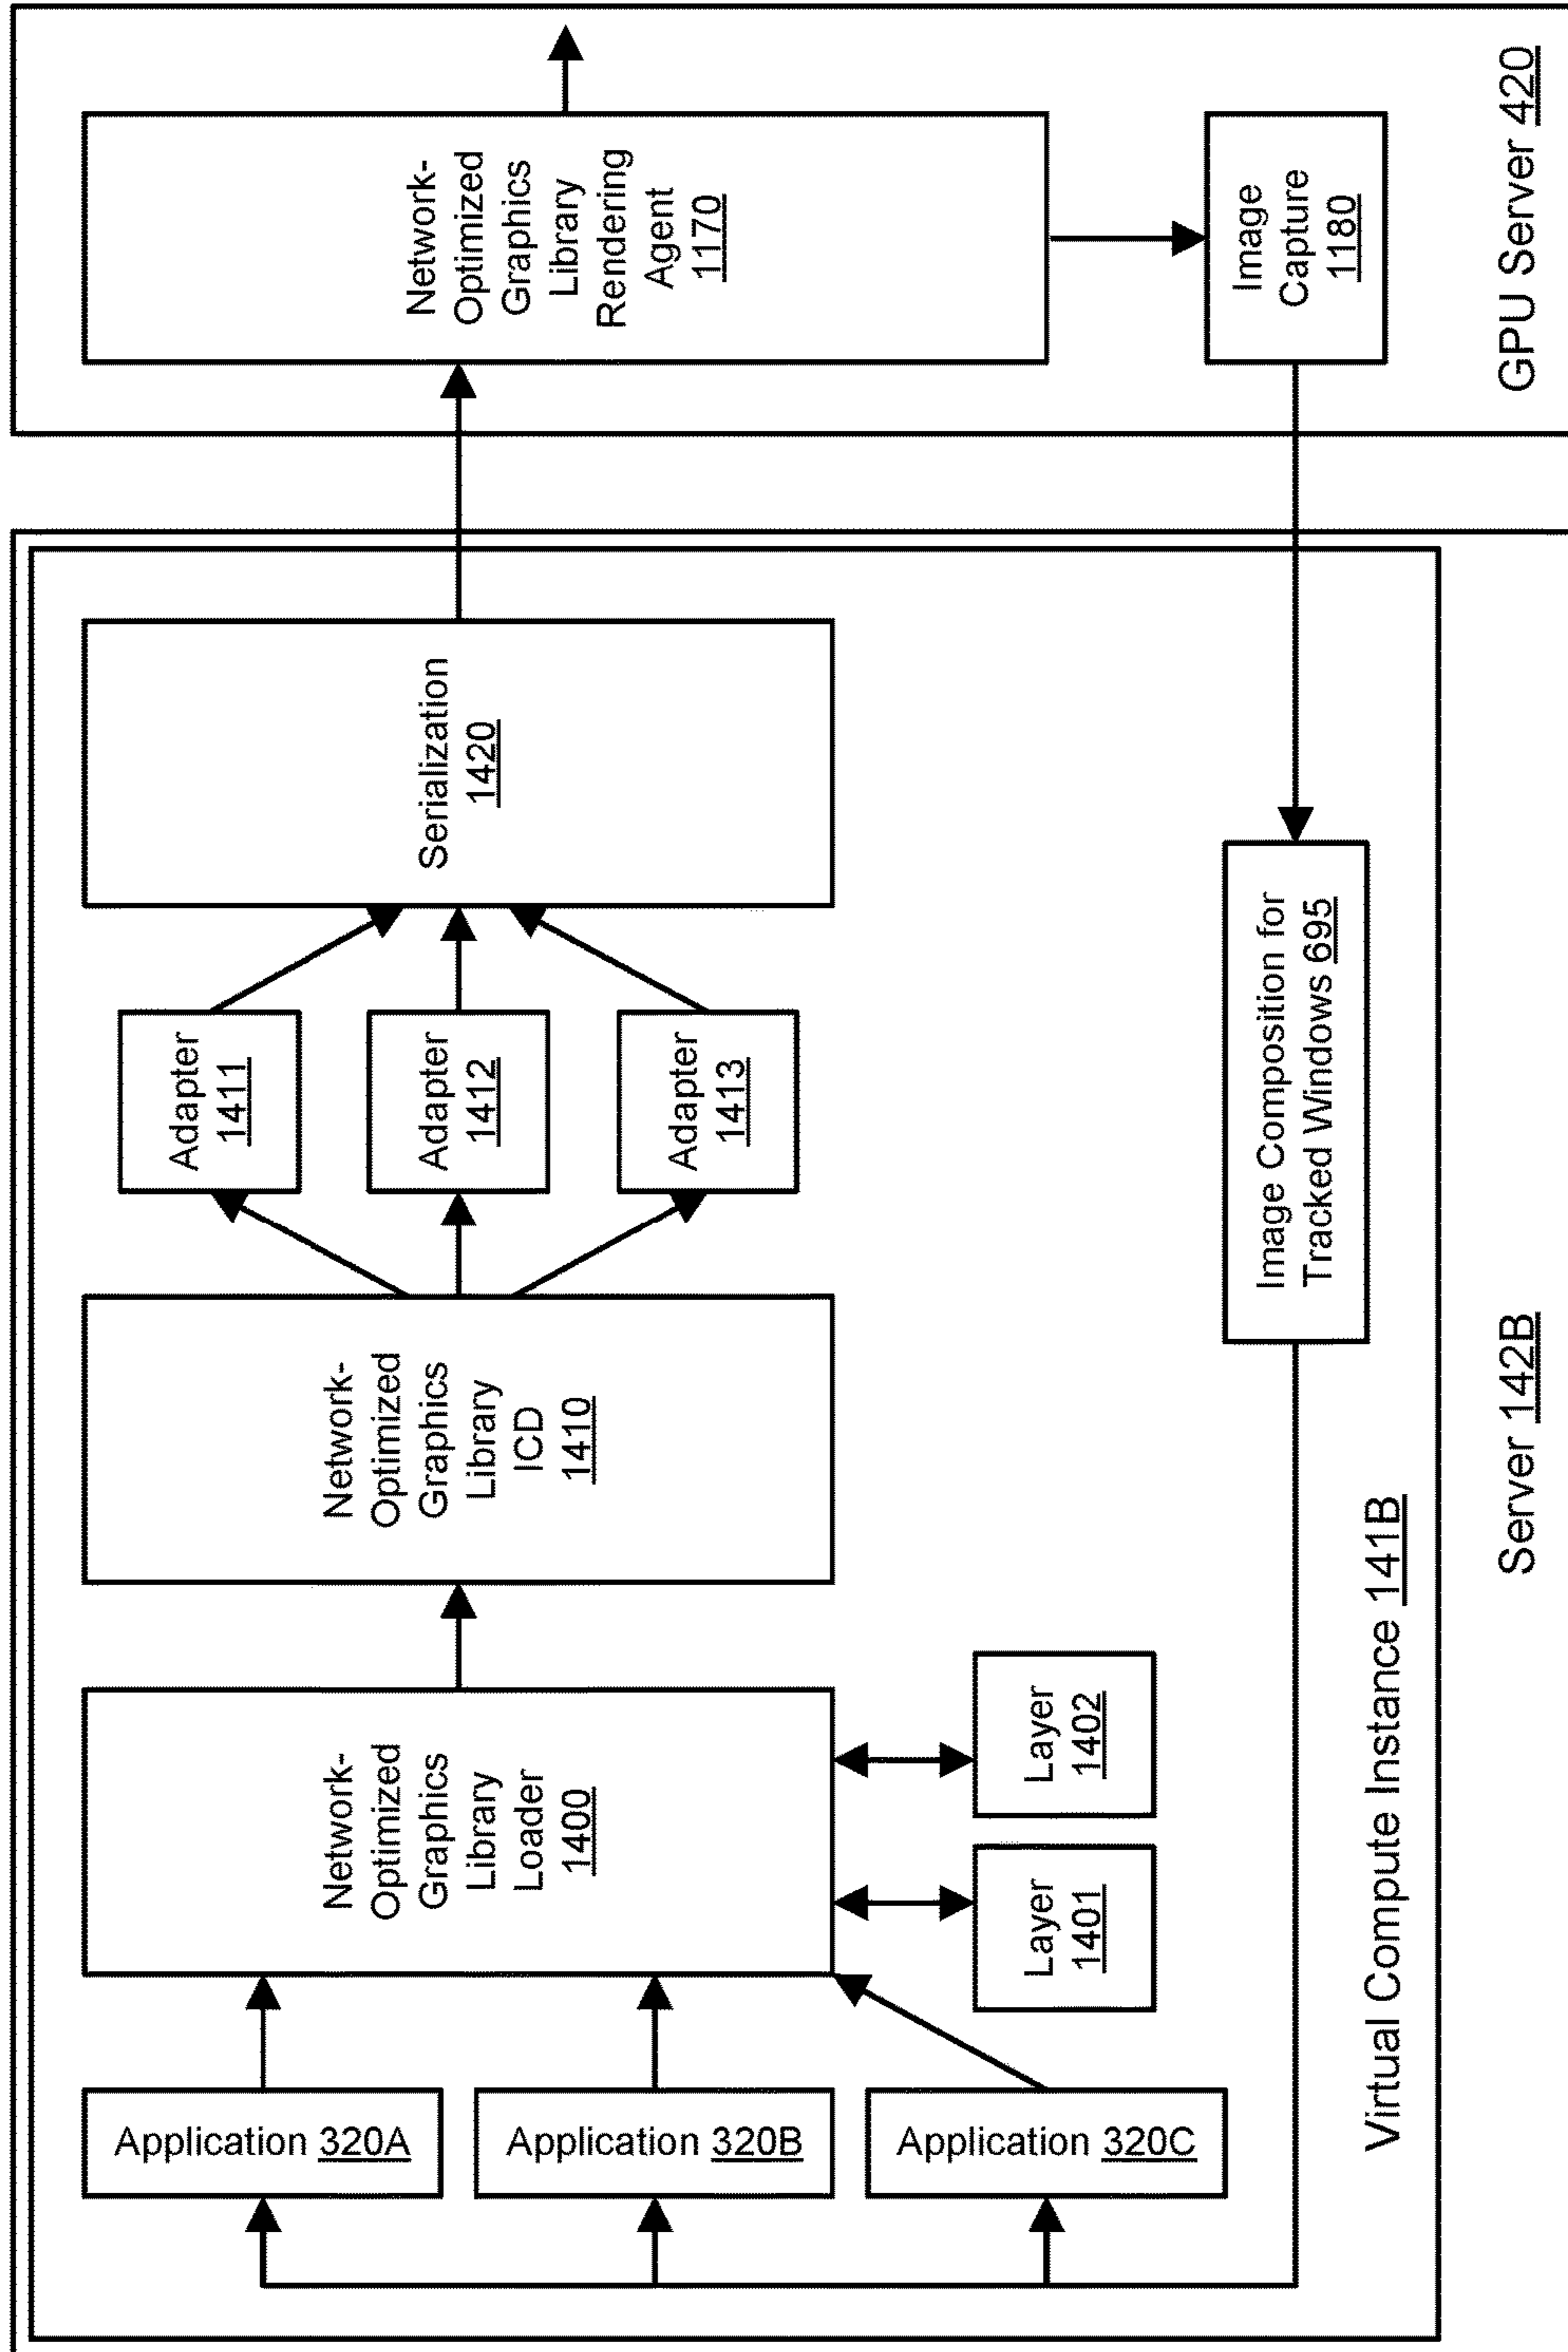 Application 320A
Application 320B
Application 320C
Network-
Optimized
Graphics
Library
Loader
1400
Layer
1401
Layer
1402
Network-
Optimized
Graphics
Library
ICD
1410
Adapter
1411
Adapter
1412
Adapter
1413
Serialization
1420
Image Composition for
Tracked Windows 695
Virtual Compute Instance 141B
Server 142B
Network-
Optimized
Graphics
Library
Rendering
Agent
1170
Image
Capture
1180
GPU Server 420